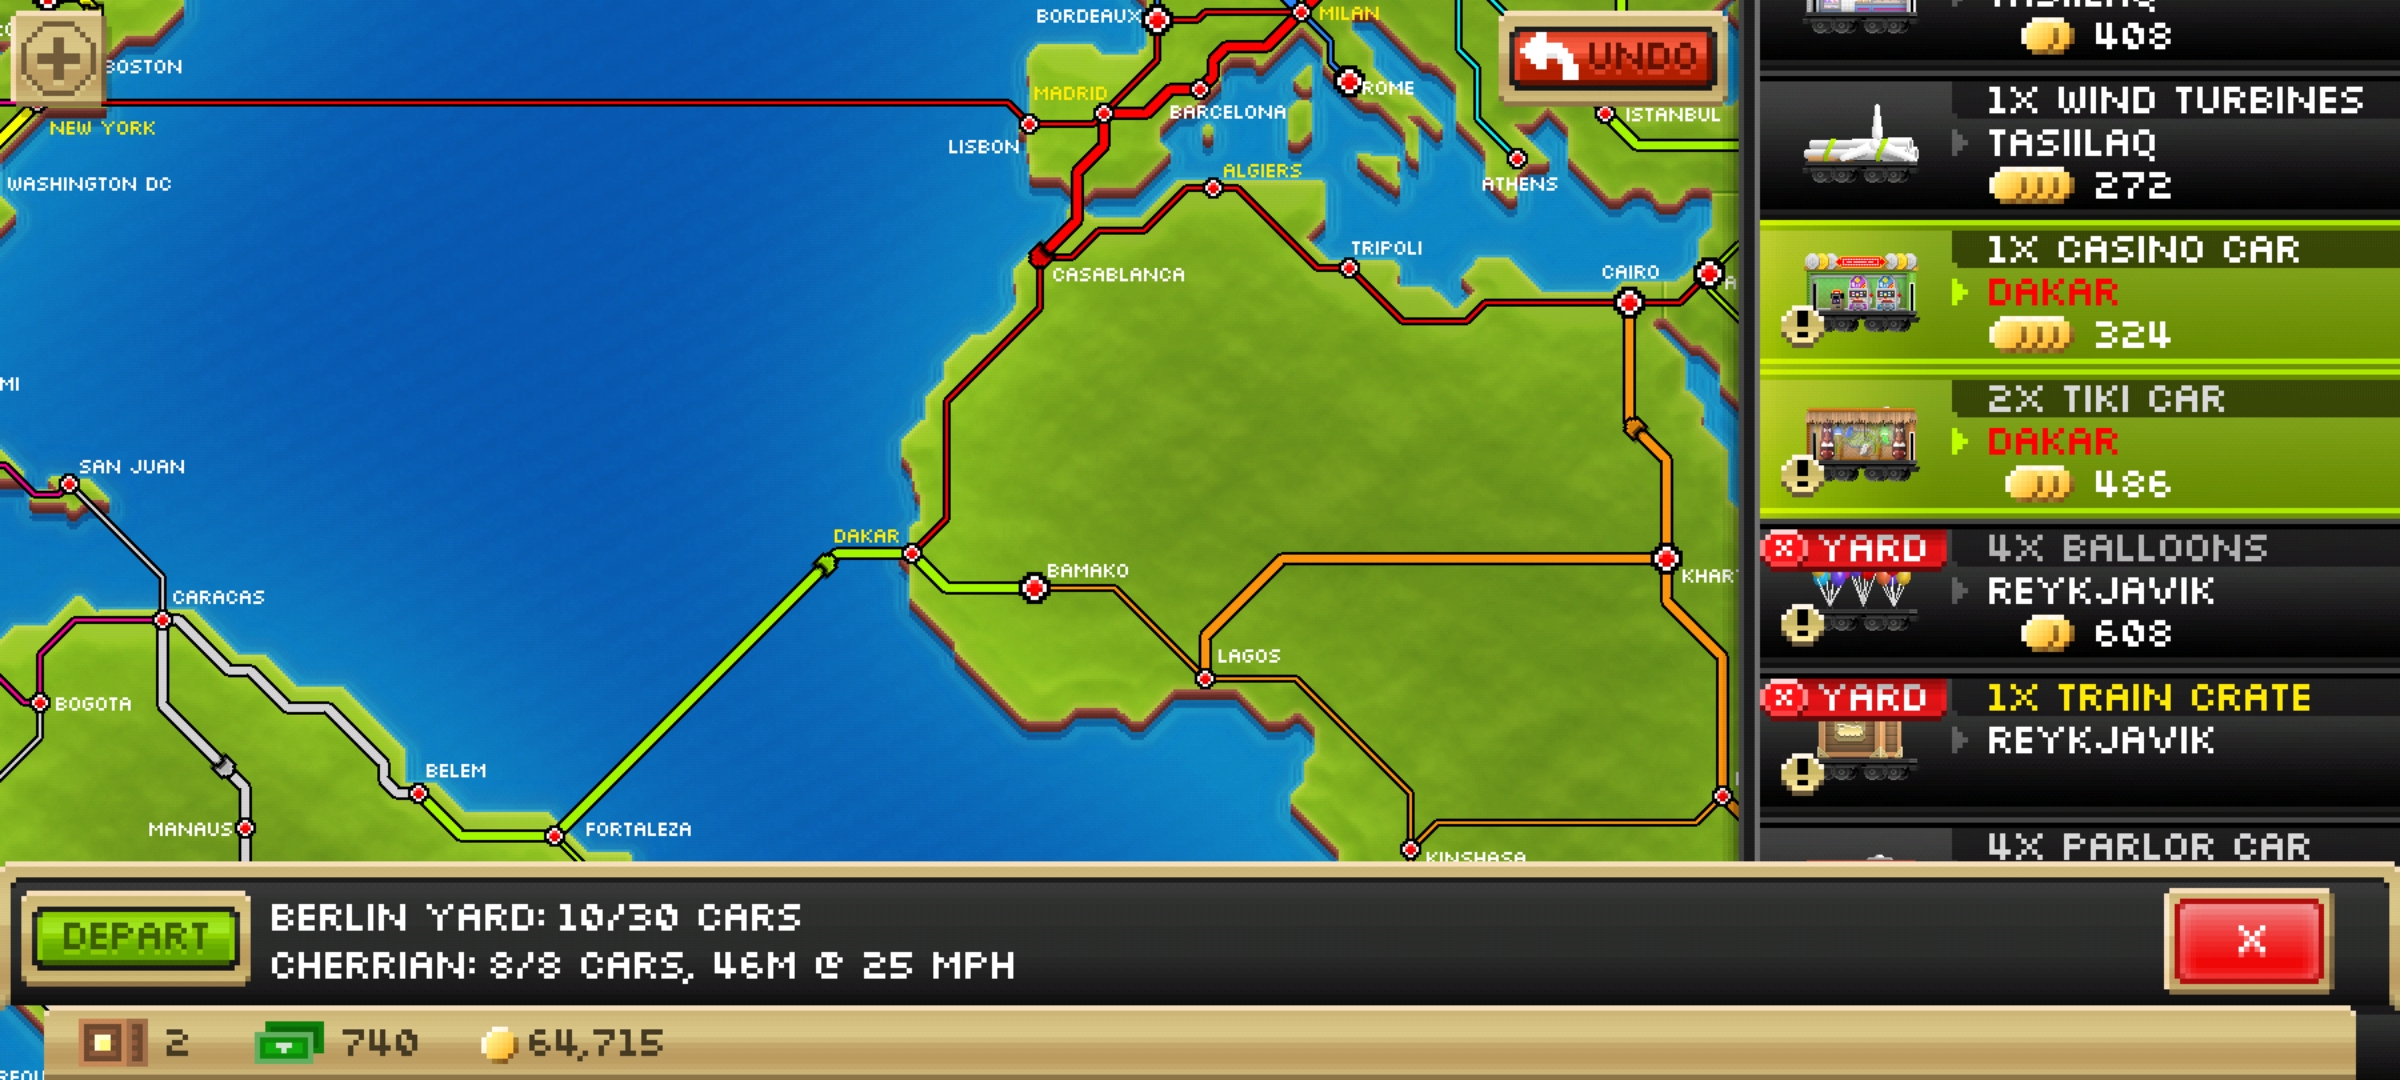 BORDEAUX
MILAN
BOSTON
NEW YORK
WASHINGTON DC
MADRID
BARCELONA
ROME
LISBON
ISTANBUL
ATHENS
ALGIERS
CASABLANCA
TRIPOLI
CAIRO
SAN JUAN
DAKAR
BAMAKO
CARACAS
LAGOS
BOGOTA
BELEM
MANAUS
FORTALEZA
KINSHASA
UNDO
TASIILAQ
408
1X WIND TURBINES
TASIILAQ
272
1X CASINO CAR
DAKAR
324
2X TIKI CAR
DAKAR
486
YARD
4X BALLOONS
REYKJAVIK
608
YARD
1X TRAIN CRATE
REYKJAVIK
4X PARLOR CAR
DEPART
BERLIN YARD: 10/30 CARS
CHERRIAN: 8/8 CARS, 46M @ 25 MPH
X
2
740
64,715